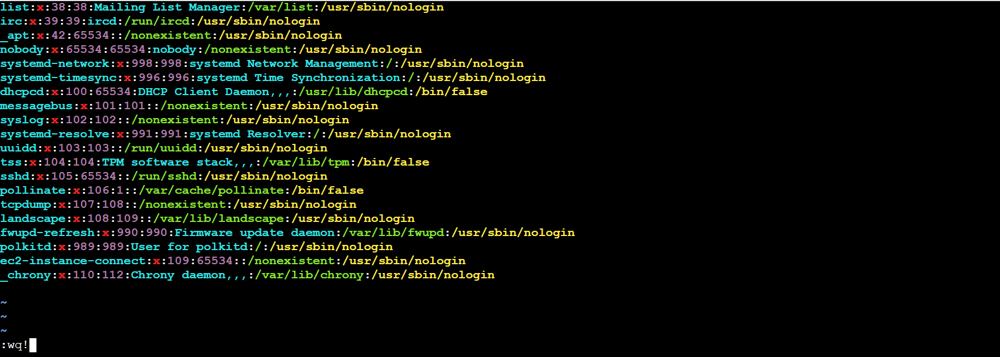 list:x:38:38:Mailing List Manager:/var/list:/usr/sbin/nologin
irc:x:39:39:ircd:/run/ircd:/usr/sbin/nologin
_apt:x:42:65534::/nonexistent:/usr/sbin/nologin
nobody:x:65534:65534:nobody:/nonexistent:/usr/sbin/nologin
systemd-network:x:998:998:systemd Network Management:/:/usr/sbin/nologin
systemd-timesync:x:996:996:systemd Time Synchronization:/:/usr/sbin/nologin
dhcpcd:x:100:65534:DHCP Client Daemon,,,:/usr/lib/dhcpcd:/bin/false
messagebus:x:101:101::/nonexistent:/usr/sbin/nologin
syslog:x:102:102::/nonexistent:/usr/sbin/nologin
systemd-resolve:x:991:991:systemd Resolver:/:/usr/sbin/nologin
uuidd:x:103:103::/run/uuidd:/usr/sbin/nologin
tss:x:104:104:TPM software stack,,,:/var/lib/tpm:/bin/false
sshd:x:105:65534::/run/sshd:/usr/sbin/nologin
pollinate:x:106:1::/var/cache/pollinate:/bin/false
tcpdump:x:107:108::/nonexistent:/usr/sbin/nologin
landscape:x:108:109::/var/lib/landscape:/usr/sbin/nologin
fwupd-refresh:x:990:990:Firmware update daemon:/var/lib/fwupd:/usr/sbin/nologin
polkitd:x:989:989:User for polkitd:/:/usr/sbin/nologin
ec2-instance-connect:x:109:65534::/nonexistent:/usr/sbin/nologin
_chrony:x:110:112:Chrony daemon,,,:/var/lib/chrony:/usr/sbin/nologin
~
~
~
:wq!